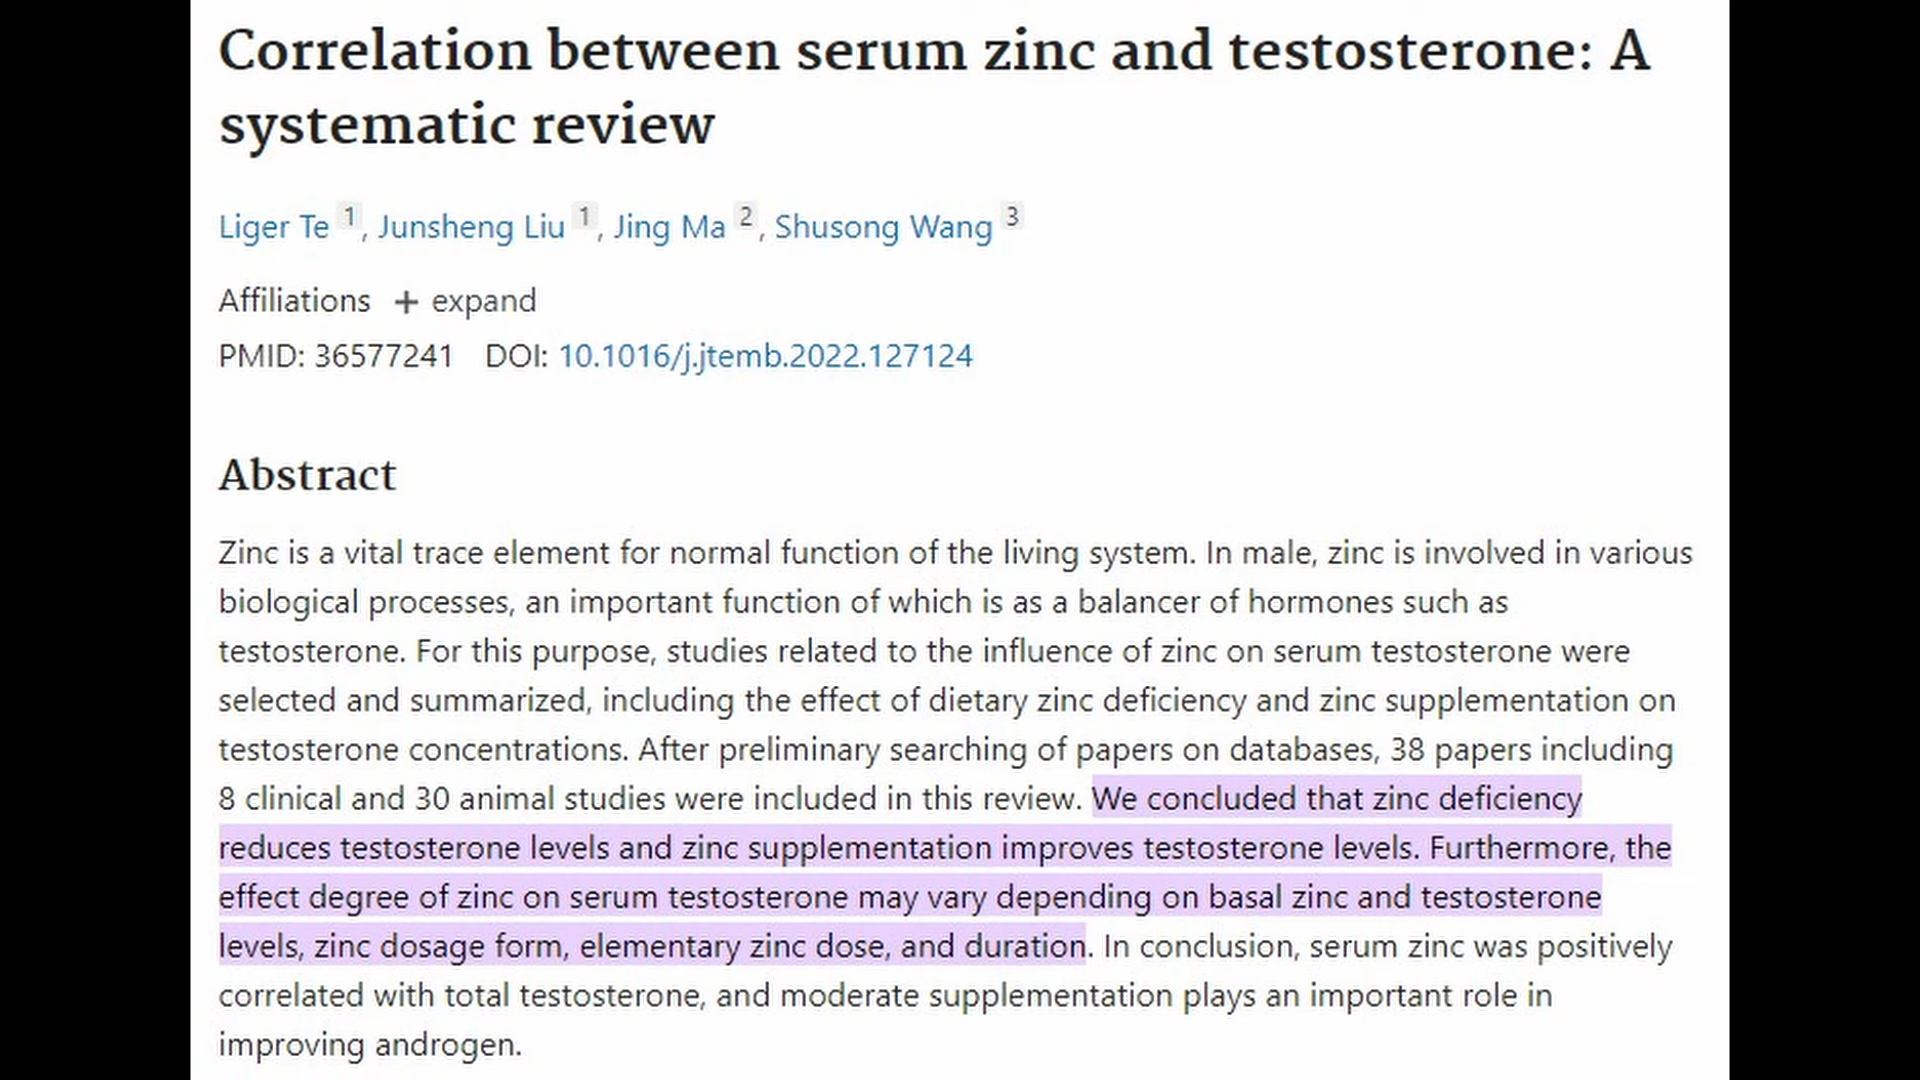 Correlation between serum zinc and testosterone: A
systematic review
Liger Te 1, Junsheng Liu 1, Jing Ma 2, Shusong Wang 3
Affiliations + expand
PMID: 36577241 DOI: 10.1016/j.jtemb.2022.127124
Abstract
Zinc is a vital trace element for normal function of the living system. In male, zinc is involved in various
biological processes, an important function of which is as a balancer of hormones such as
testosterone. For this purpose, studies related to the influence of zinc on serum testosterone were
selected and summarized, including the effect of dietary zinc deficiency and zinc supplementation on
testosterone concentrations. After preliminary searching of papers on databases, 38 papers including
8 clinical and 30 animal studies were included in this review. We concluded that zinc deficiency
reduces testosterone levels and zinc supplementation improves testosterone levels. Furthermore, the
effect degree of zinc on serum testosterone may vary depending on basal zinc and testosterone
levels, zinc dosage form, elementary zinc dose, and duration. In conclusion, serum zinc was positively
correlated with total testosterone, and moderate supplementation plays an important role in
improving androgen.